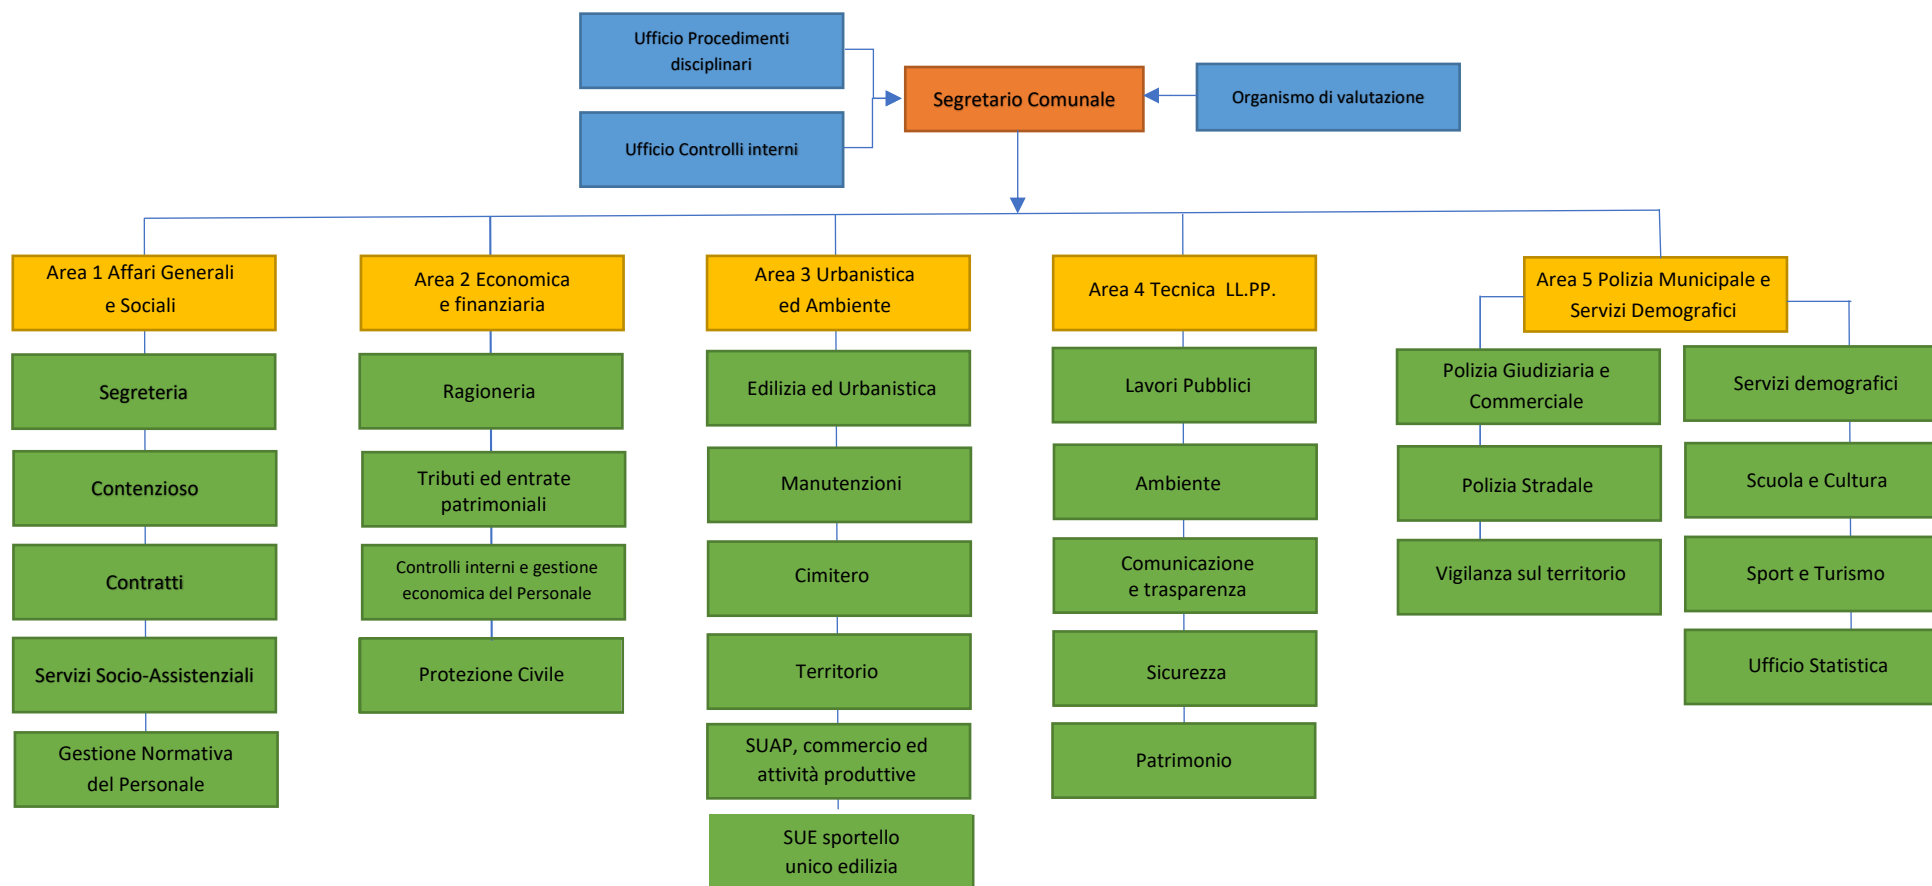 Ufficio Procedimenti
disciplinari
Ufficio Controlli interni
Segretario Comunale
Organismo di valutazione
Area 1 Affari Generali
e Sociali
Segreteria
Contenzioso
Contratti
Servizi Socio-Assistenziali
Gestione Normativa
del Personale
Area 2 Economica
e finanziaria
Ragioneria
Tributi ed entrate
patrimoniali
Controlli interni e gestione
economica del Personale
Protezione Civile
Area 3 Urbanistica
ed Ambiente
Edilizia ed Urbanistica
Manutenzioni
Cimitero
Territorio
SUAP, commercio ed
attività produttive
SUE sportello
unico edilizia
Area 4 Tecnica LL.PP.
Lavori Pubblici
Ambiente
Comunicazione
e trasparenza
Sicurezza
Patrimonio
Area 5 Polizia Municipale e
Servizi Demografici
Polizia Giudiziaria e
Commerciale
Polizia Stradale
Vigilanza sul territorio
Servizi demografici
Scuola e Cultura
Sport e Turismo
Ufficio Statistica